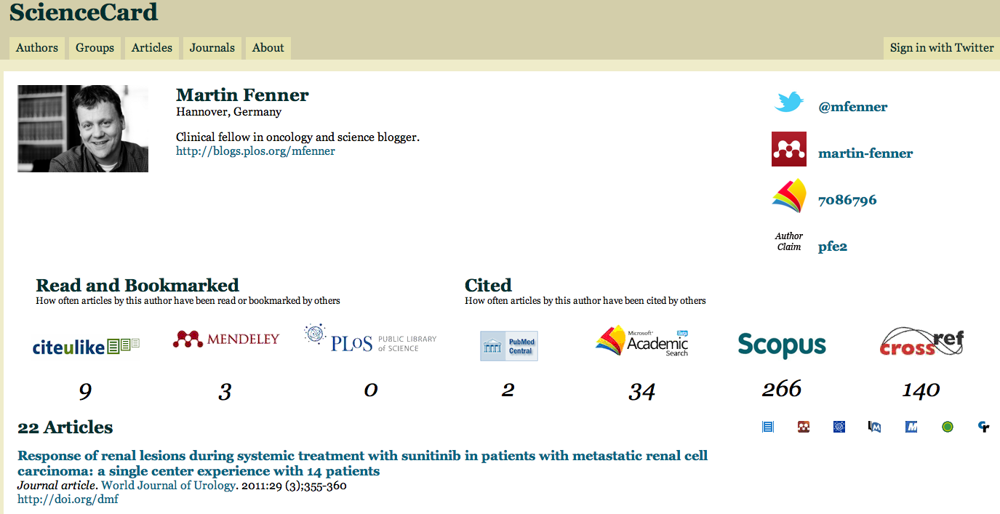 ScienceCard
Authors
Groups
Articles
Journals
About
Sign in with Twitter
Martin Fenner
Hannover, Germany
Clinical fellow in oncology and science blogger.
http://blogs.plos.org/mfenner
@mfenner
martin-fenner
7086796
Author
Claim
pfe2
Read and Bookmarked
How often articles by this author have been read or bookmarked by others
Cited
How often articles by this author have been cited by others
citeulike
MENDELEY
PLoS PUBLIC LIBRARY
of SCIENCE
PubMed
Central
Microsoft®
Academic
Search
Scopus
crossref
9
3
0
2
34
266
140
22 Articles
Response of renal lesions during systemic treatment with sunitinib in patients with metastatic renal cell
carcinoma: a single center experience with 14 patients
Journal article. World Journal of Urology. 2011:29 (3);355-360
http://doi.org/dmf